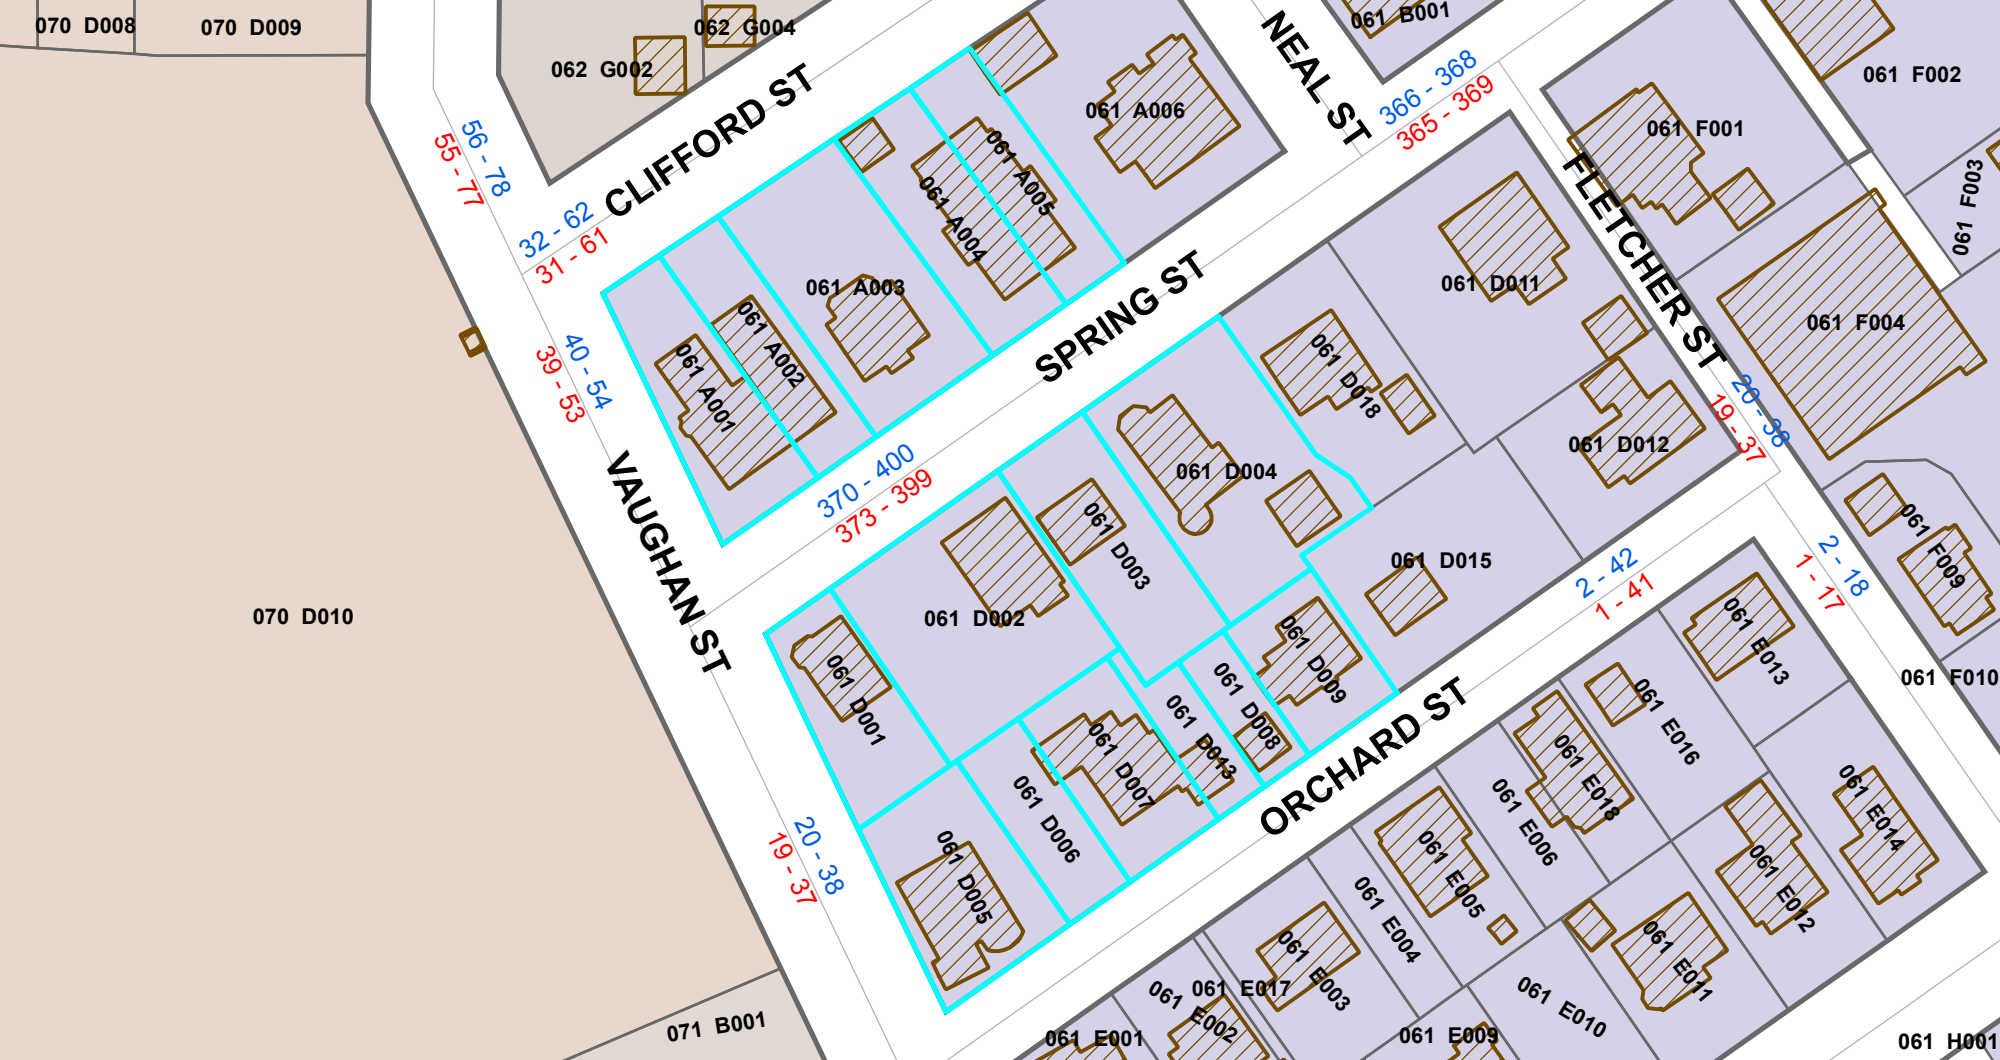 070 D008
070 D009
062 G004
062 G002
061 B001
061 F002
CLIFFORD ST
NEAL ST
366 - 368
365 - 369
061 A006
061 F001
56 - 78
55 - 77
061 A005
061 A004
FLETCHER ST
061 F003
32 - 62
31 - 61
061 A003
061 D011
061 F004
SPRING ST
061 A002
061 A001
40 - 54
39 - 53
061 D018
20 - 38
19 - 37
061 D012
370 - 400
373 - 399
061 D004
061 D003
VAUGHAN ST
061 D015
061 F009
2 - 42
1 - 41
2 - 18
1 - 17
070 D010
061 D002
061 D009
061 E013
061 F010
061 D001
061 D008
061 D013
061 E016
ORCHARD ST
061 D007
061 D006
061 E018
061 E006
061 E014
20 - 38
19 - 37
061 D005
061 E005
061 E012
061 E004
061 E003
061 E011
061 E017
061 E002
061 E010
071 B001
061 E001
061 E009
061 H001